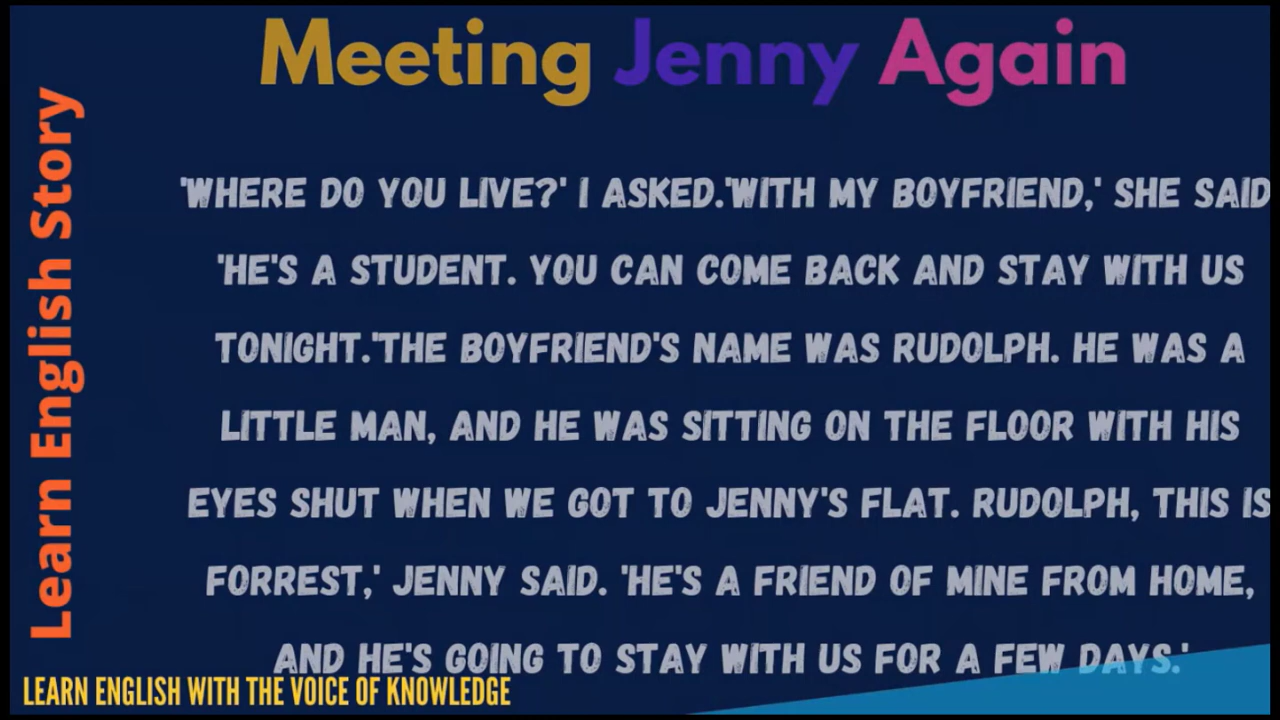 Meeting Jenny Again
Learn English Story
'WHERE DO YOU LIVE?' I ASKED.'WITH MY BOYFRIEND,' SHE SAID
'HE'S A STUDENT. YOU CAN COME BACK AND STAY WITH US
TONIGHT.'THE BOYFRIEND'S NAME WAS RUDOLPH. HE WAS A
LITTLE MAN, AND HE WAS SITTING ON THE FLOOR WITH HIS
EYES SHUT WHEN WE GOT TO JENNY'S FLAT. RUDOLPH, THIS IS
FORREST,' JENNY SAID. 'HE'S A FRIEND OF MINE FROM HOME,
AND HE'S GOING TO STAY WITH US FOR A FEW DAYS.'
LEARN ENGLISH WITH THE VOICE OF KNOWLEDGE